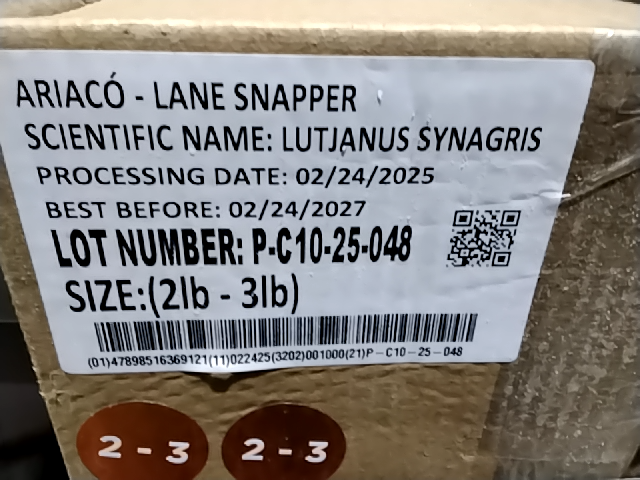 ARIACÓ - LANE SNAPPER
SCIENTIFIC NAME: LUTJANUS SYNAGRIS
PROCESSING DATE: 02/24/2025
BEST BEFORE: 02/24/2027
LOT NUMBER: P-C10-25-048
SIZE:(2lb - 3lb)
(01)47898516369121(11)022425(3202)001000(21)P-C10-25-048
2 - 3
2 - 3